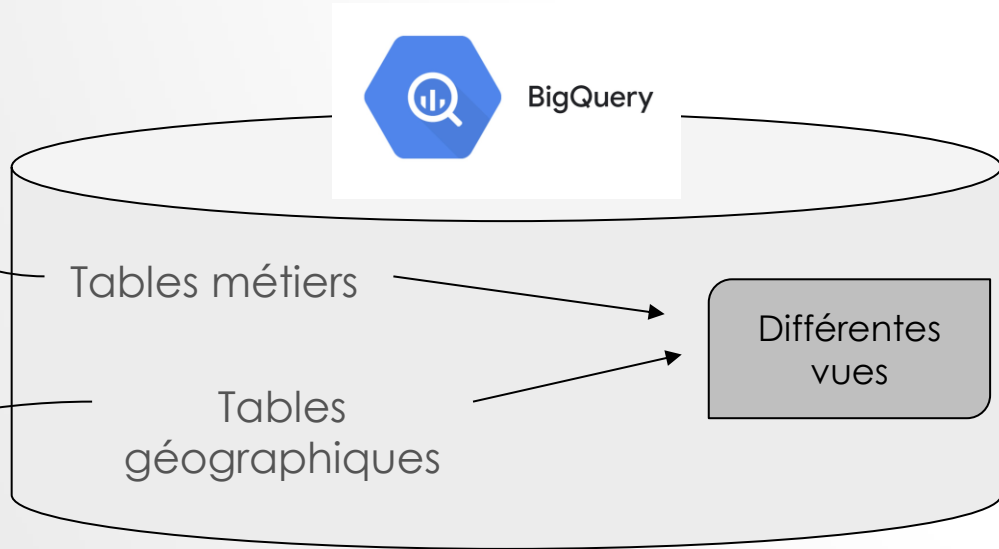 BigQuery
Tables métiers
Différentes
vues
Tables
géographiques